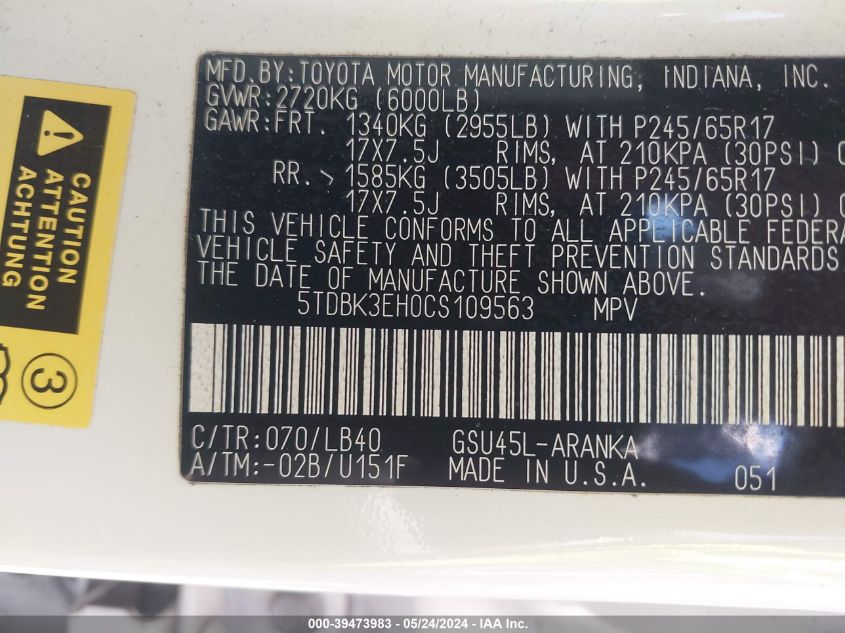 MFD.BY:TOYOTA MOTOR MANUFACTURING, INDIANA, INC.
GVWR:2720KG (6000LB)
GAWR:FRT. 1340KG (2955LB) WITH P245/65R17
17X7.5J RIMS, AT 210KPA (30PSI)
RR. > 1585KG (3505LB) WITH P245/65R17
17X7.5J RIMS, AT 210KPA (30PSI)
THIS VEHICLE CONFORMS TO ALL APPLICABLE FEDERA
VEHICLE SAFETY AND THEFT PREVENTION STANDARDS
THE DATE OF MANUFACTURE SHOWN ABOVE.
5TDBK3EH0CS109563 MPV
C/TR:070/LB40 GSU45L-ARANKA
A/TM:-02B/U151F MADE IN U.S.A. 051
CAUTION
ATTENTION
ACHTUNG
3
000-39473983 - 05/24/2024 - IAA Inc.